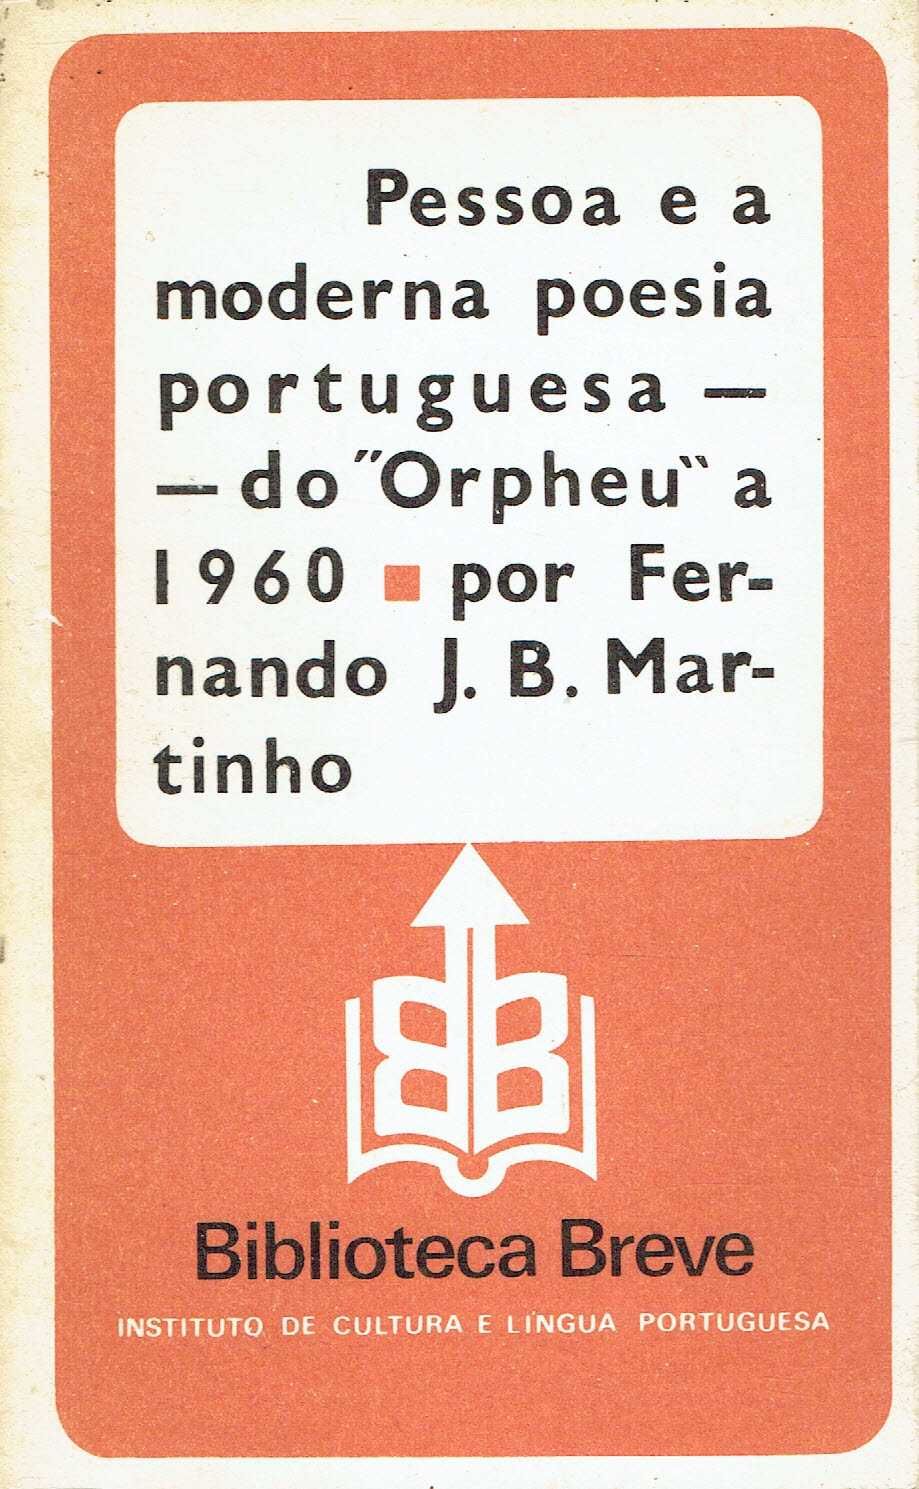 Pessoa e a
moderna poesia
portuguesa —
— do "Orpheu" a
1960 ■ por Fer-
nando J. B. Mar-
tinho
BB
Biblioteca Breve
INSTITUTO DE CULTURA E LÍNGUA PORTUGUESA